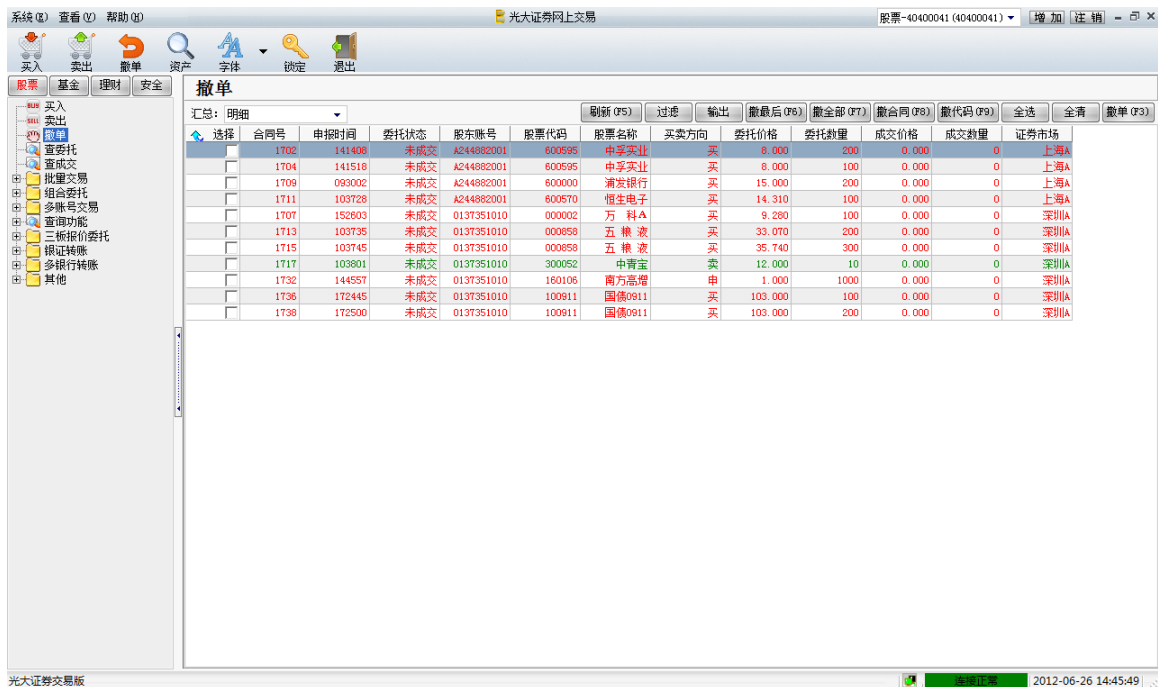 系统(S) 查看(V) 帮助(H) 光大证券网上交易 股票-40400041(40400041) 增 加 注 销
买入 卖出 撤单 资产 字体 锁定 退出
股票 基金 理财 安全
BUY 买入
SELL 卖出
撤单
查委托
查成交
批量交易
组合委托
多账号交易
查询功能
三板报价委托
银证转账
多银行转账
其他
撤单
汇总: 明细 刷新(F5) 过滤 输出 撤最后(F6) 撤全部(F7) 撤合同(F8) 撤代码(F9) 全选 全清 撤单(F3)
选择 合同号 申报时间 委托状态 股东账号 股票代码 股票名称 买卖方向 委托价格 委托数量 成交价格 成交数量 证券市场
1702 141408 未成交 A244882001 600595 中孚实业 买 8.000 200 0.000 0 上海A
1704 141518 未成交 A244882001 600595 中孚实业 买 8.000 100 0.000 0 上海A
1709 093002 未成交 A244882001 600000 浦发银行 买 15.000 200 0.000 0 上海A
1711 103728 未成交 A244882001 600570 恒生电子 买 14.310 100 0.000 0 上海A
1707 152603 未成交 0137351010 000002 万 科A 买 9.280 100 0.000 0 深圳A
1713 103735 未成交 0137351010 000858 五 粮 液 买 33.070 200 0.000 0 深圳A
1715 103745 未成交 0137351010 000858 五 粮 液 买 35.740 300 0.000 0 深圳A
1717 103801 未成交 0137351010 300052 中青宝 卖 12.000 10 0.000 0 深圳A
1732 144557 未成交 0137351010 160106 南方高增 申 1.000 1000 0.000 0 深圳A
1736 172445 未成交 0137351010 100911 国债0911 买 103.000 100 0.000 0 深圳A
1738 172500 未成交 0137351010 100911 国债0911 买 103.000 200 0.000 0 深圳A
光大证券交易版 连接正常 2012-06-26 14:45:49